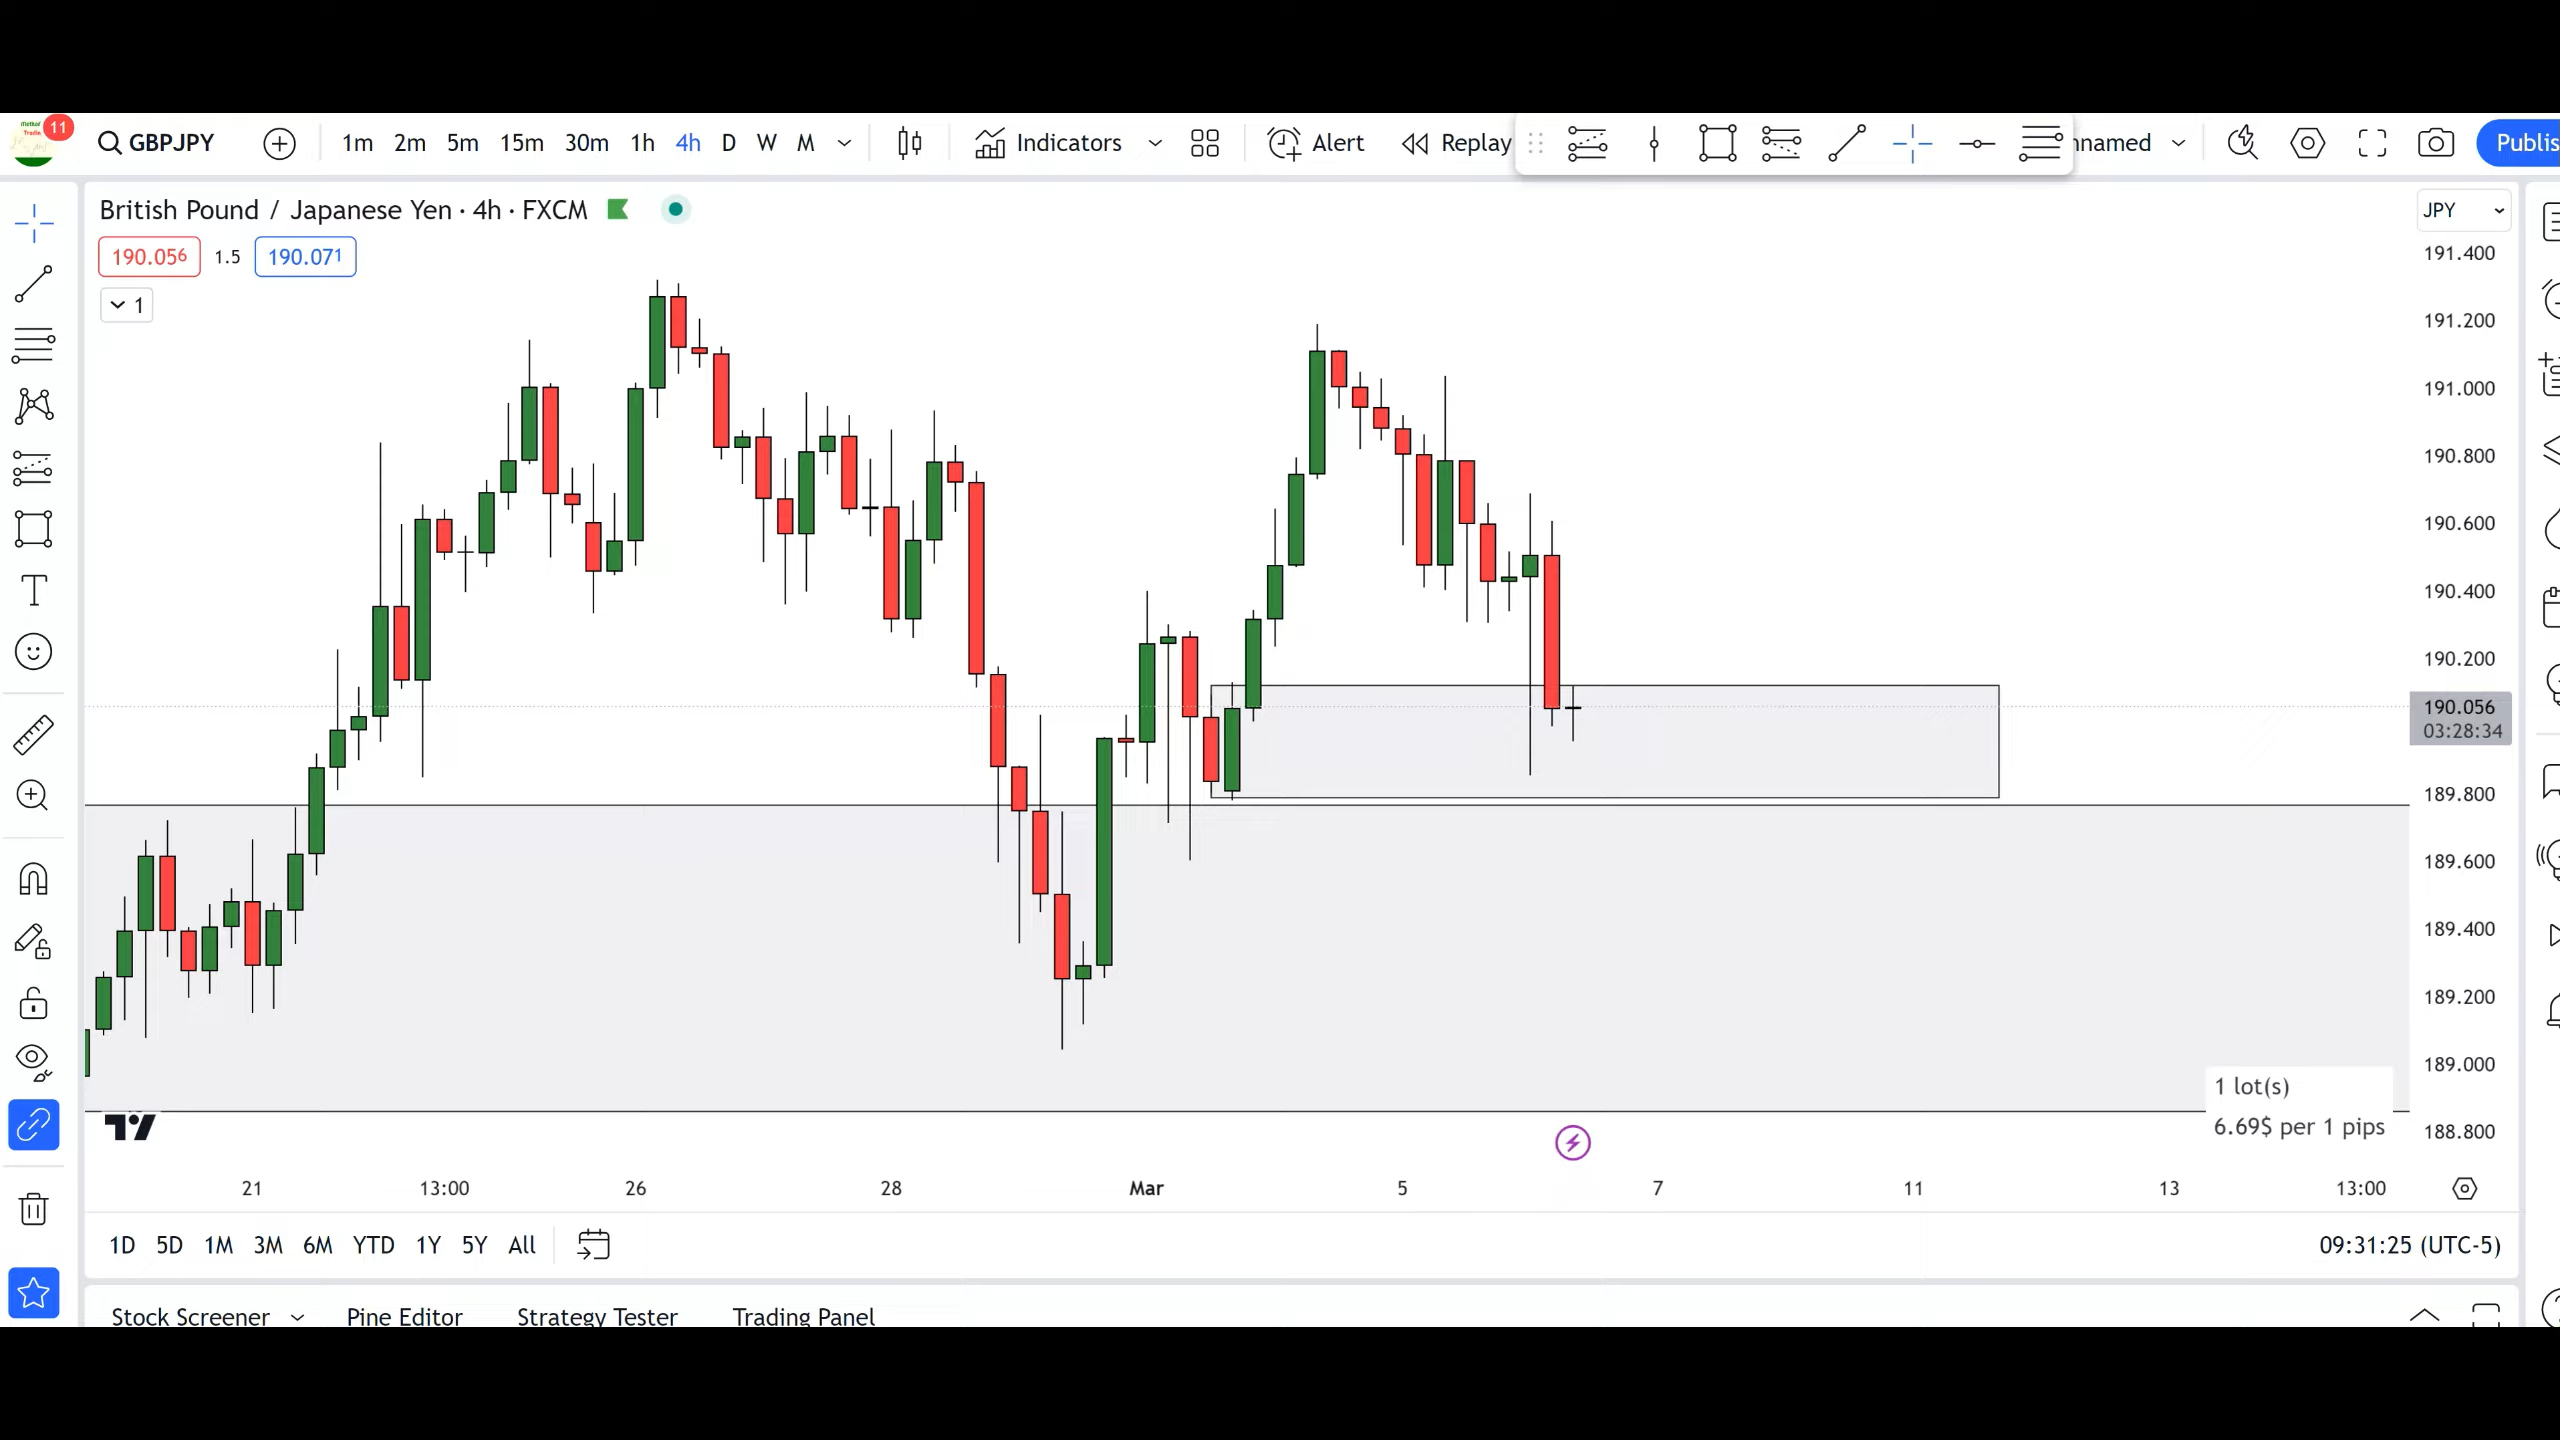 11
GBPJPY 1m 2m 5m 15m 30m 1h 4h D W M Indicators Alert Replay named Publis
British Pound / Japanese Yen · 4h · FXCM
JPY
190.056 1.5 190.071
1
191.400
191.200
191.000
190.800
190.600
190.400
190.200
190.056
03:28:34
189.800
189.600
189.400
189.200
189.000
188.800
1 lot(s)
6.69$ per 1 pips
21 13:00 26 28 Mar 5 7 11 13 13:00
1D 5D 1M 3M 6M YTD 1Y 5Y All
09:31:25 (UTC-5)
Stock Screener Pine Editor Strategy Tester Trading Panel